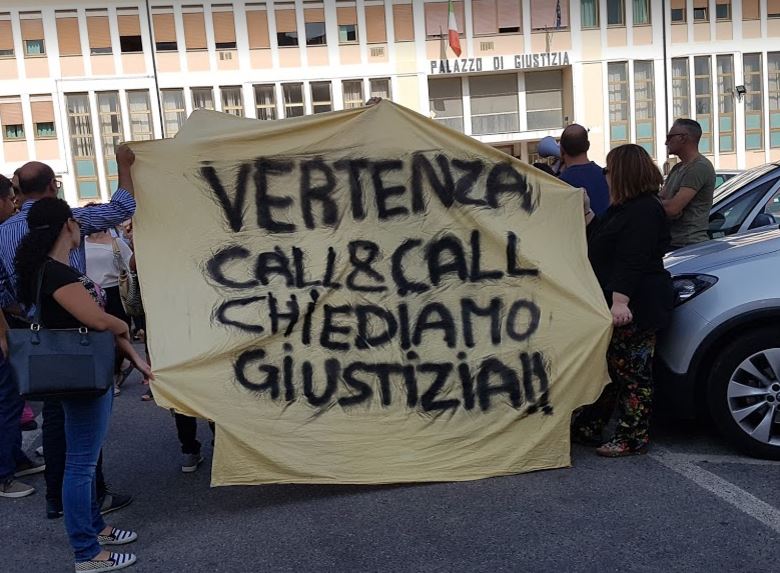 PALAZZO DI GIUSTIZIA
VERTENZA
CALL&CALL
CHIEDIAMO
GIUSTIZIA!!